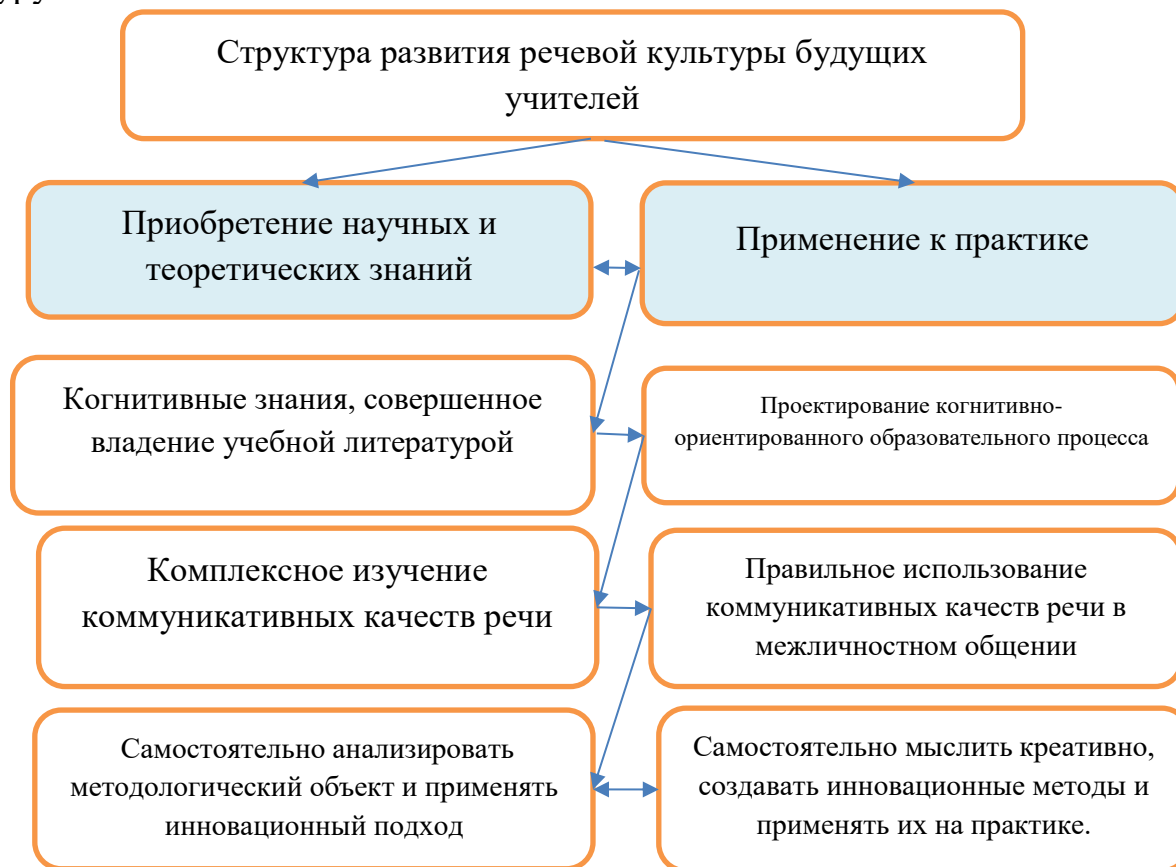 Структура развития речевой культуры будущих
учителей
Приобретение научных и
теоретических знаний
Применение к практике
Когнитивные знания, совершенное
владение учебной литературой
Проектирование когнитивно-
ориентированного образовательного процесса
Комплексное изучение
коммуникативных качеств речи
Правильное использование
коммуникативных качеств речи в
межличностном общении
Самостоятельно анализировать
методологический объект и применять
инновационный подход
Самостоятельно мыслить креативно,
создавать инновационные методы и
применять их на практике.